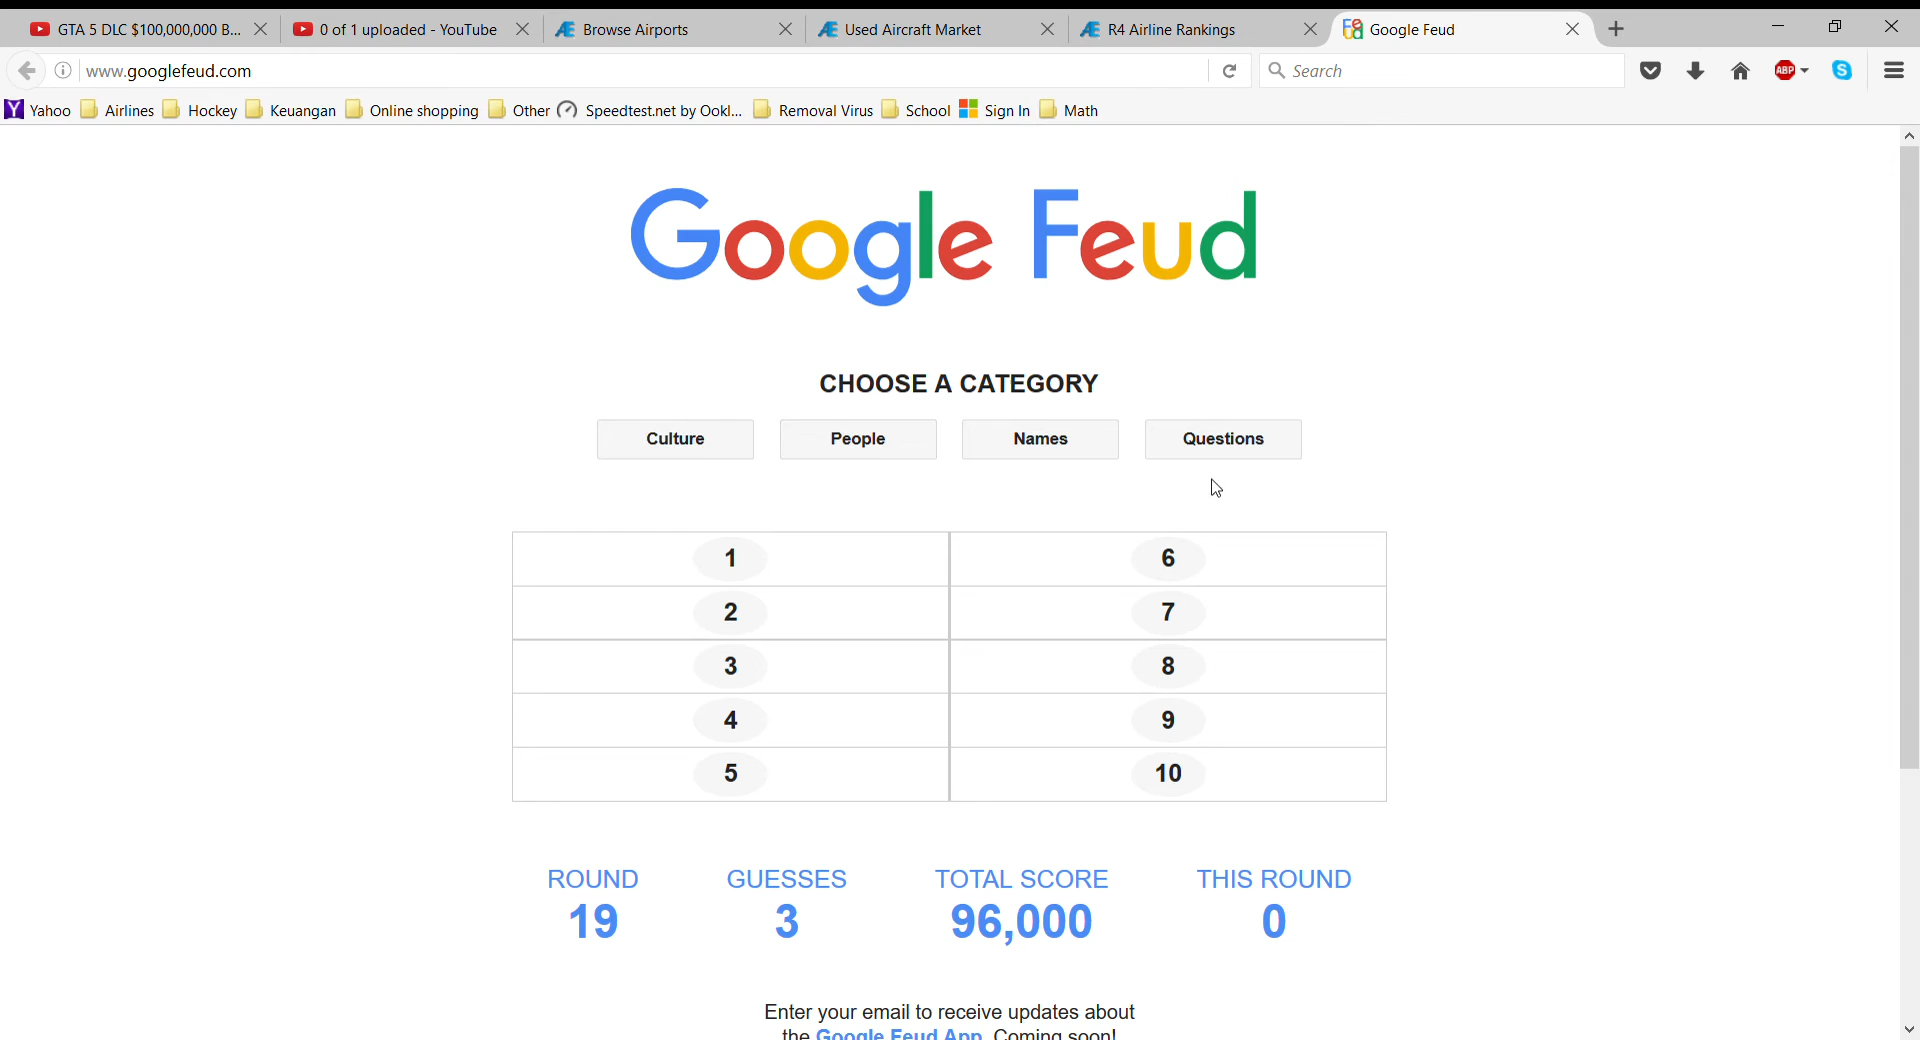 GTA 5 DLC $100,000,000 B... 0 of 1 uploaded - YouTube Browse Airports Used Aircraft Market R4 Airline Rankings Google Feud
www.googlefeud.com Search ABP
Yahoo Airlines Hockey Keuangan Online shopping Other Speedtest.net by Ookl... Removal Virus School Sign In Math
Google Feud
CHOOSE A CATEGORY
Culture People Names Questions
1 6
2 7
3 8
4 9
5 10
ROUND GUESSES TOTAL SCORE THIS ROUND
19 3 96,000 0
Enter your email to receive updates about
the Google Feud App. Coming soon!